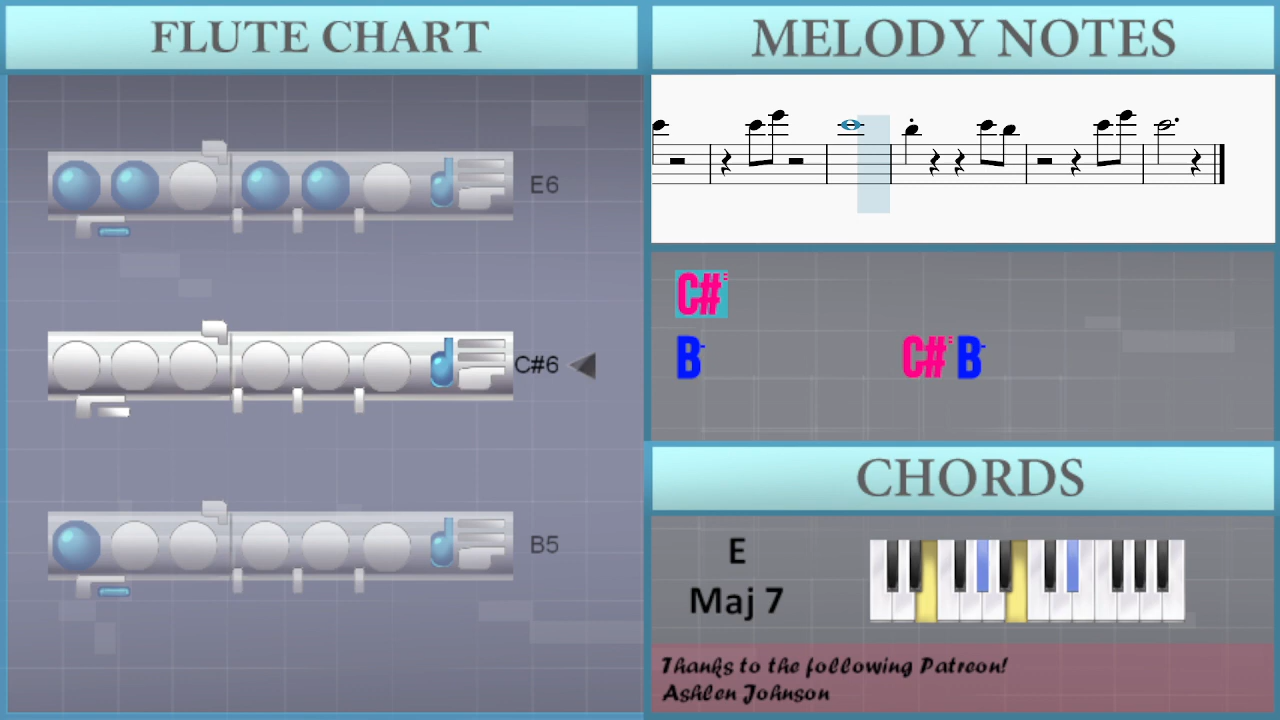 FLUTE CHART
E6
C#6
B5
MELODY NOTES
C#
B C# B
CHORDS
E
Maj 7
Thanks to the following Patreon!
Ashlen Johnson